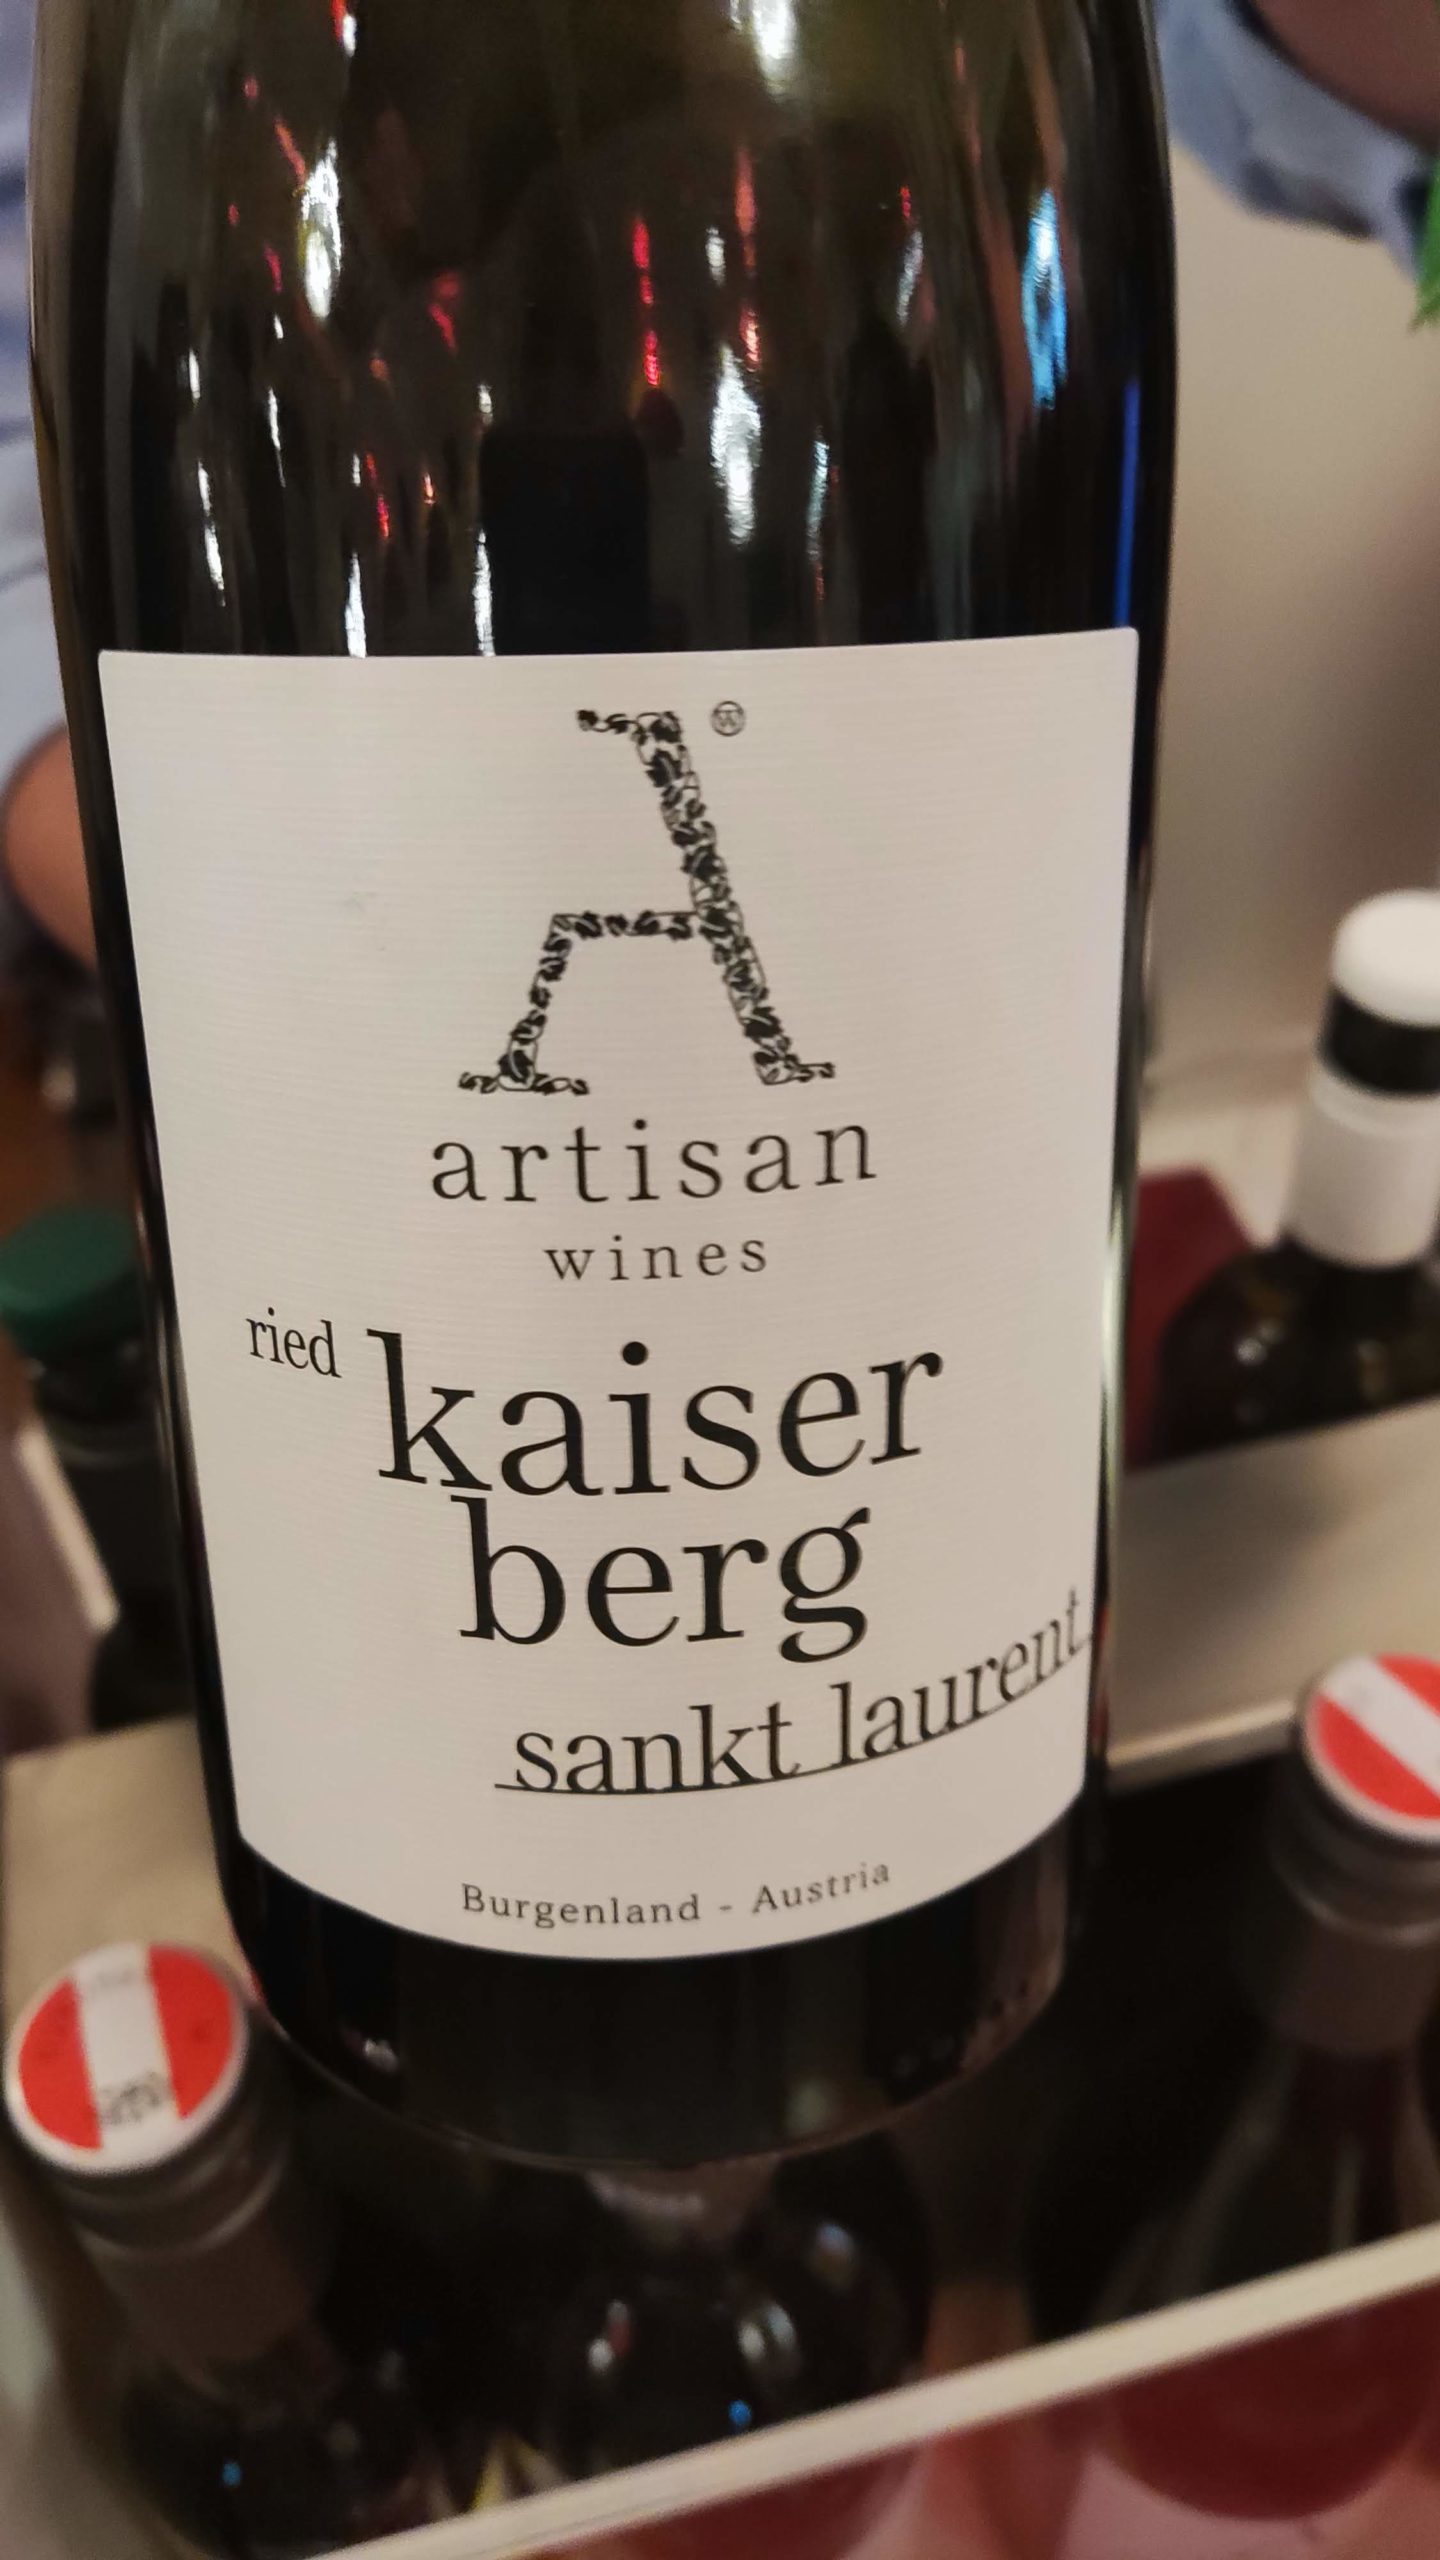 A ®
artisan
wines
ried kaiser
berg
sankt laurent
Burgenland - Austria